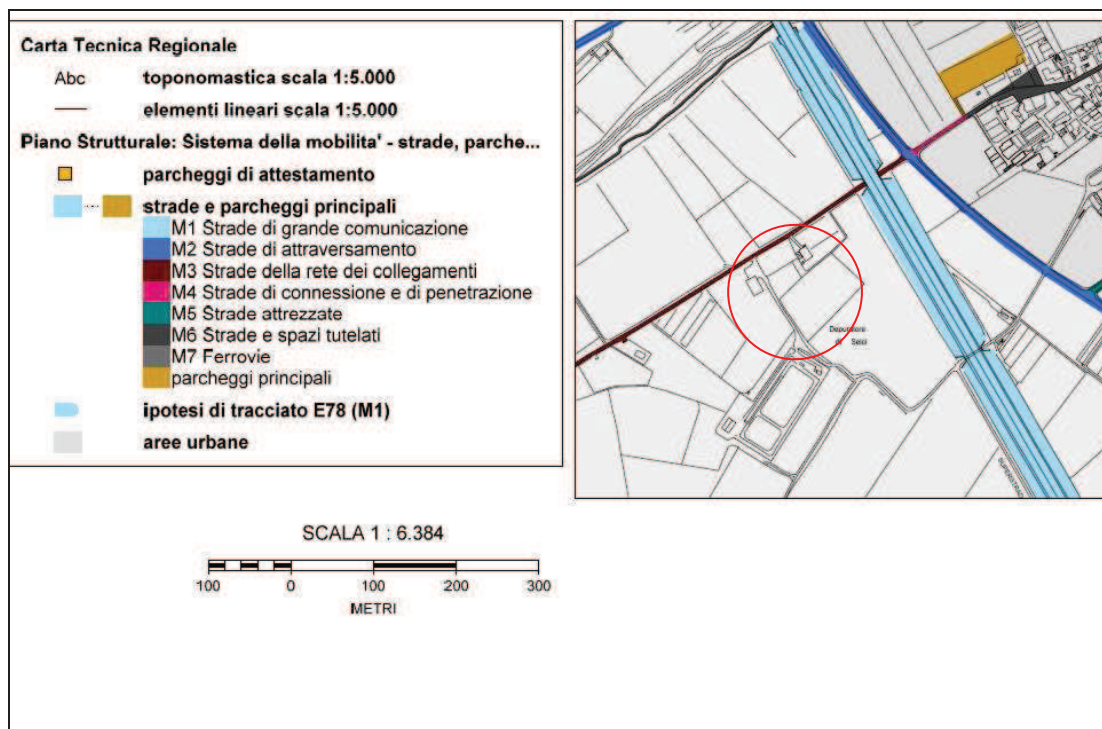 Carta Tecnica Regionale
Abc toponomastica scala 1:5.000
elementi lineari scala 1:5.000
Piano Strutturale: Sistema della mobilita' - strade, parche...
parcheggi di attestamento
strade e parcheggi principali
M1 Strade di grande comunicazione
M2 Strade di attraversamento
M3 Strade della rete dei collegamenti
M4 Strade di connessione e di penetrazione
M5 Strade attrezzate
M6 Strade e spazi tutelati
M7 Ferrovie
parcheggi principali
ipotesi di tracciato E78 (M1)
aree urbane
Depuratore
di Selci
SCALA 1 : 6.384
100 0 100 200 300
METRI